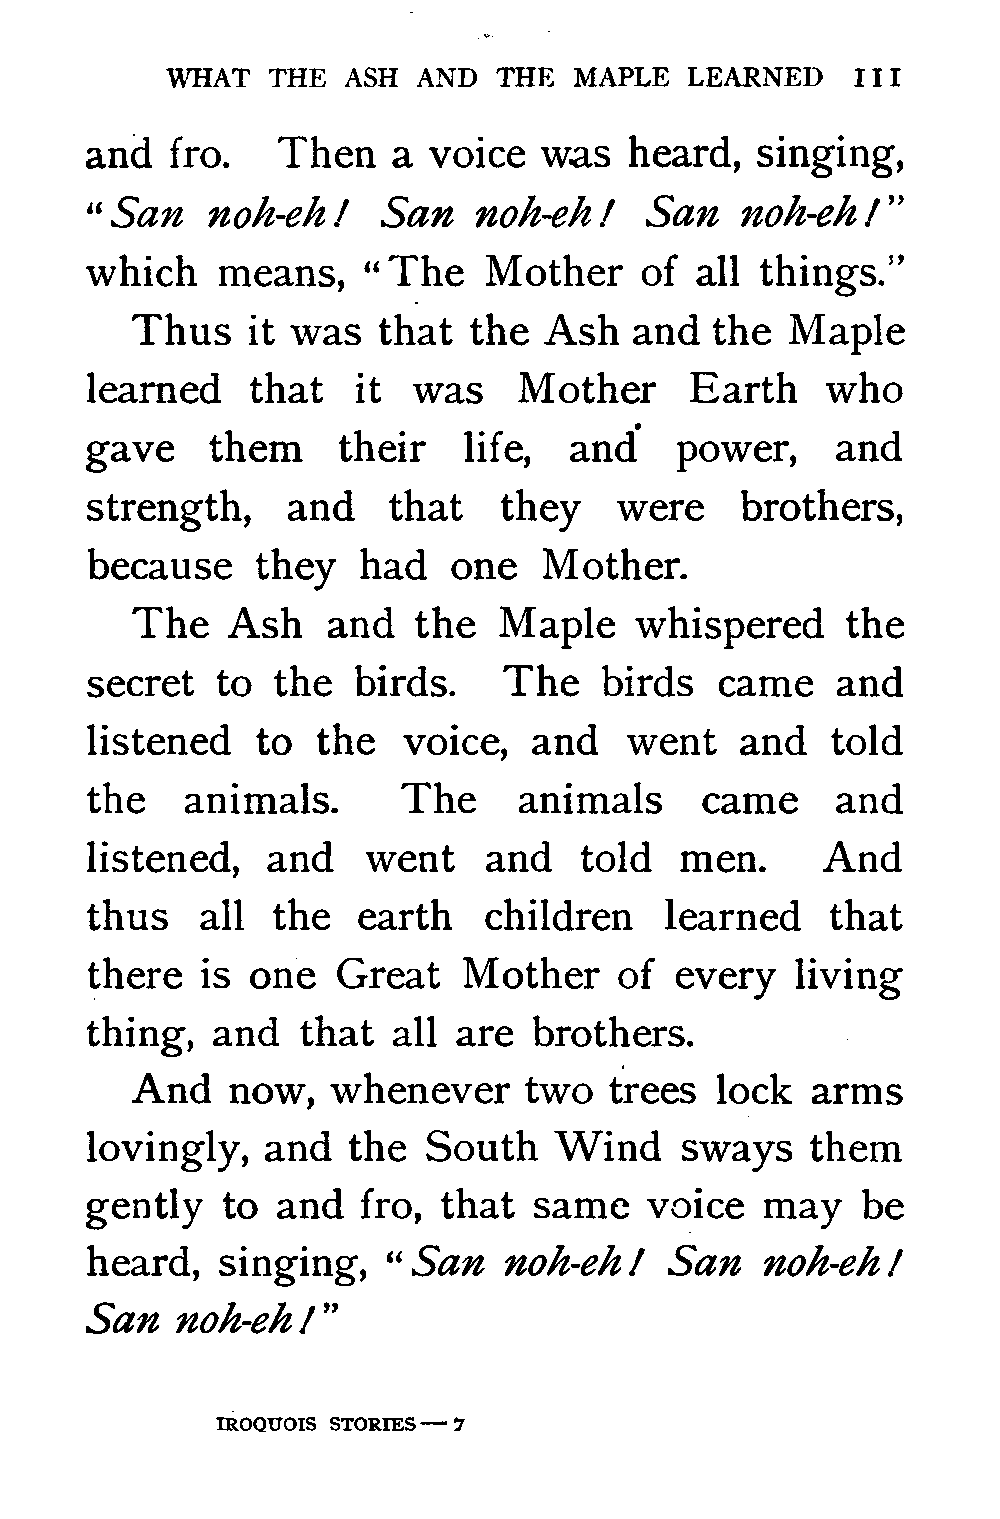 WHAT THE ASH AND THE MAPLE LEARNED 111
and fro. Then a voice was heard, singing,
"San noh-eh! San noh-eh! San noh-eh!"
which means, "The Mother of all things."
Thus it was that the Ash and the Maple
learned that it was Mother Earth who
gave them their life, and power, and
strength, and that they were brothers,
because they had one Mother.
The Ash and the Maple whispered the
secret to the birds. The birds came and
listened to the voice, and went and told
the animals. The animals came and
listened, and went and told men. And
thus all the earth children learned that
there is one Great Mother of every living
thing, and that all are brothers.
And now, whenever two trees lock arms
lovingly, and the South Wind sways them
gently to and fro, that same voice may be
heard, singing, "San noh-eh! San noh-eh!
San noh-eh!"
IROQUOIS STORIES—7